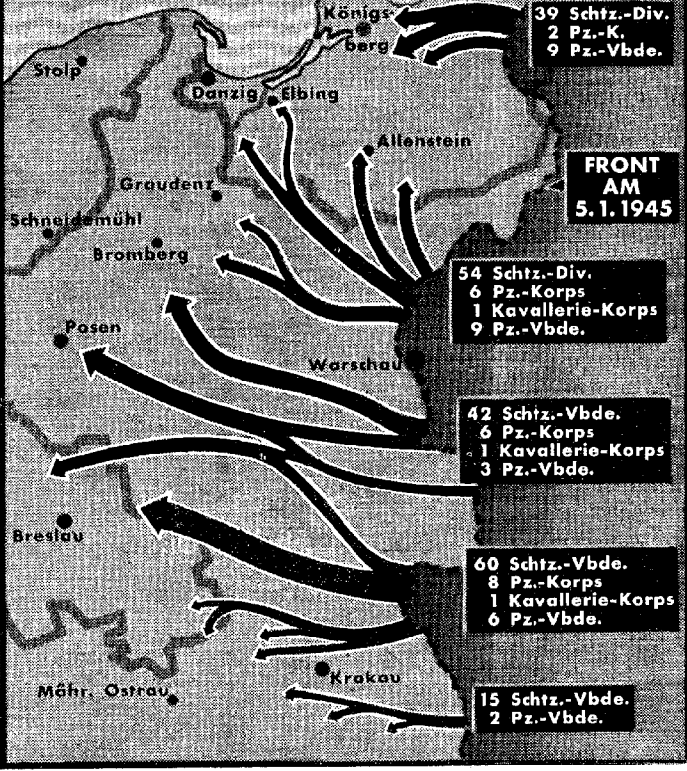 Königs-
berg
39 Schtz.-Div.
2 Pz.-K.
9 Pz.-Vbde.
Stolp
Danzig
Elbing
Allenstein
FRONT
AM
5.1.1945
Graudenz
Schneidemühl
Bromberg
54 Schtz.-Div.
6 Pz.-Korps
1 Kavallerie-Korps
9 Pz.-Vbde.
Posen
Warschau
42 Schtz.-Vbde.
6 Pz.-Korps
1 Kavallerie-Korps
3 Pz.-Vbde.
Breslau
60 Schtz.-Vbde.
8 Pz.-Korps
1 Kavallerie-Korps
6 Pz.-Vbde.
Krakau
Mähr. Ostrau
15 Schtz.-Vbde.
2 Pz.-Vbde.